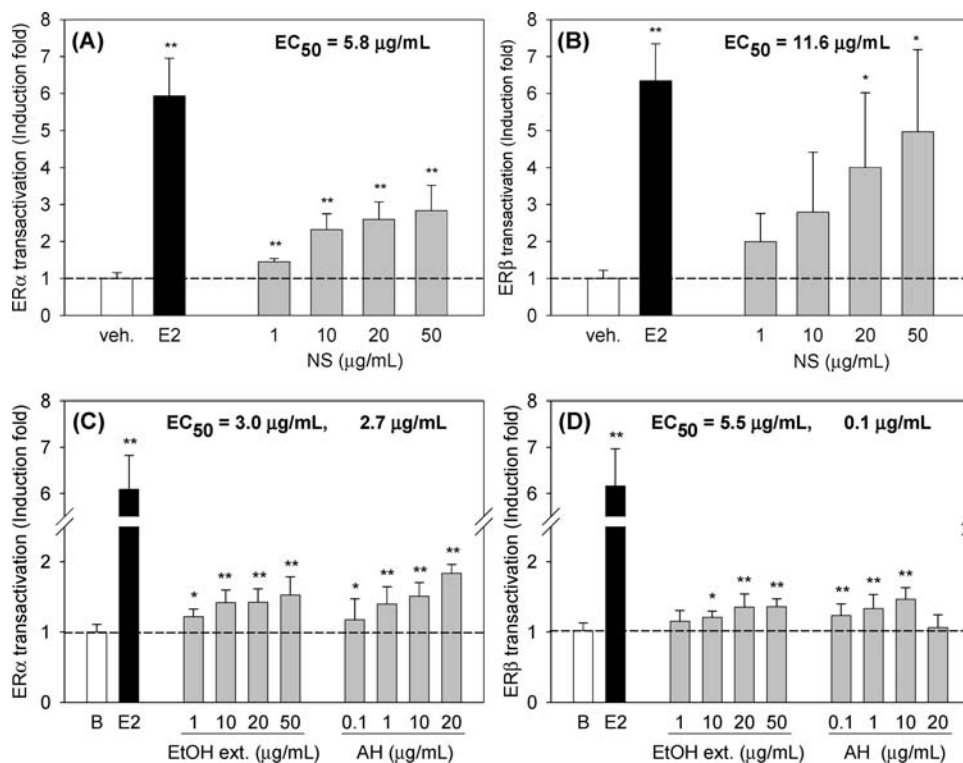 (A)
EC50 = 5.8 μg/mL
ERα transactivation (Induction fold)
8
7
6
5
4
3
2
1
0
**
**
**
**
**
veh. E2 1 10 20 50
NS (μg/mL)
(B)
EC50 = 11.6 μg/mL
ERβ transactivation (Induction fold)
8
7
6
5
4
3
2
1
0
**
*
*
veh. E2 1 10 20 50
NS (μg/mL)
(C)
EC50 = 3.0 μg/mL, 2.7 μg/mL
ERα transactivation (Induction fold)
8
7
6
2
1
0
**
* ** ** ** * ** ** **
B E2 1 10 20 50 0.1 1 10 20
EtOH ext. (μg/mL) AH (μg/mL)
(D)
EC50 = 5.5 μg/mL, 0.1 μg/mL
ERβ transactivation (Induction fold)
8
7
6
2
1
0
**
* ** ** ** ** **
B E2 1 10 20 50 0.1 1 10 20
EtOH ext. (μg/mL) AH (μg/mL)